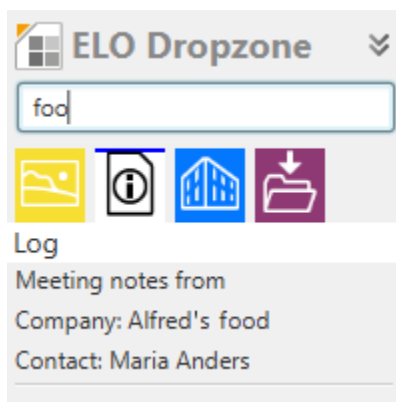 ELO Dropzone
foo
Log
Meeting notes from
Company: Alfred's food
Contact: Maria Anders